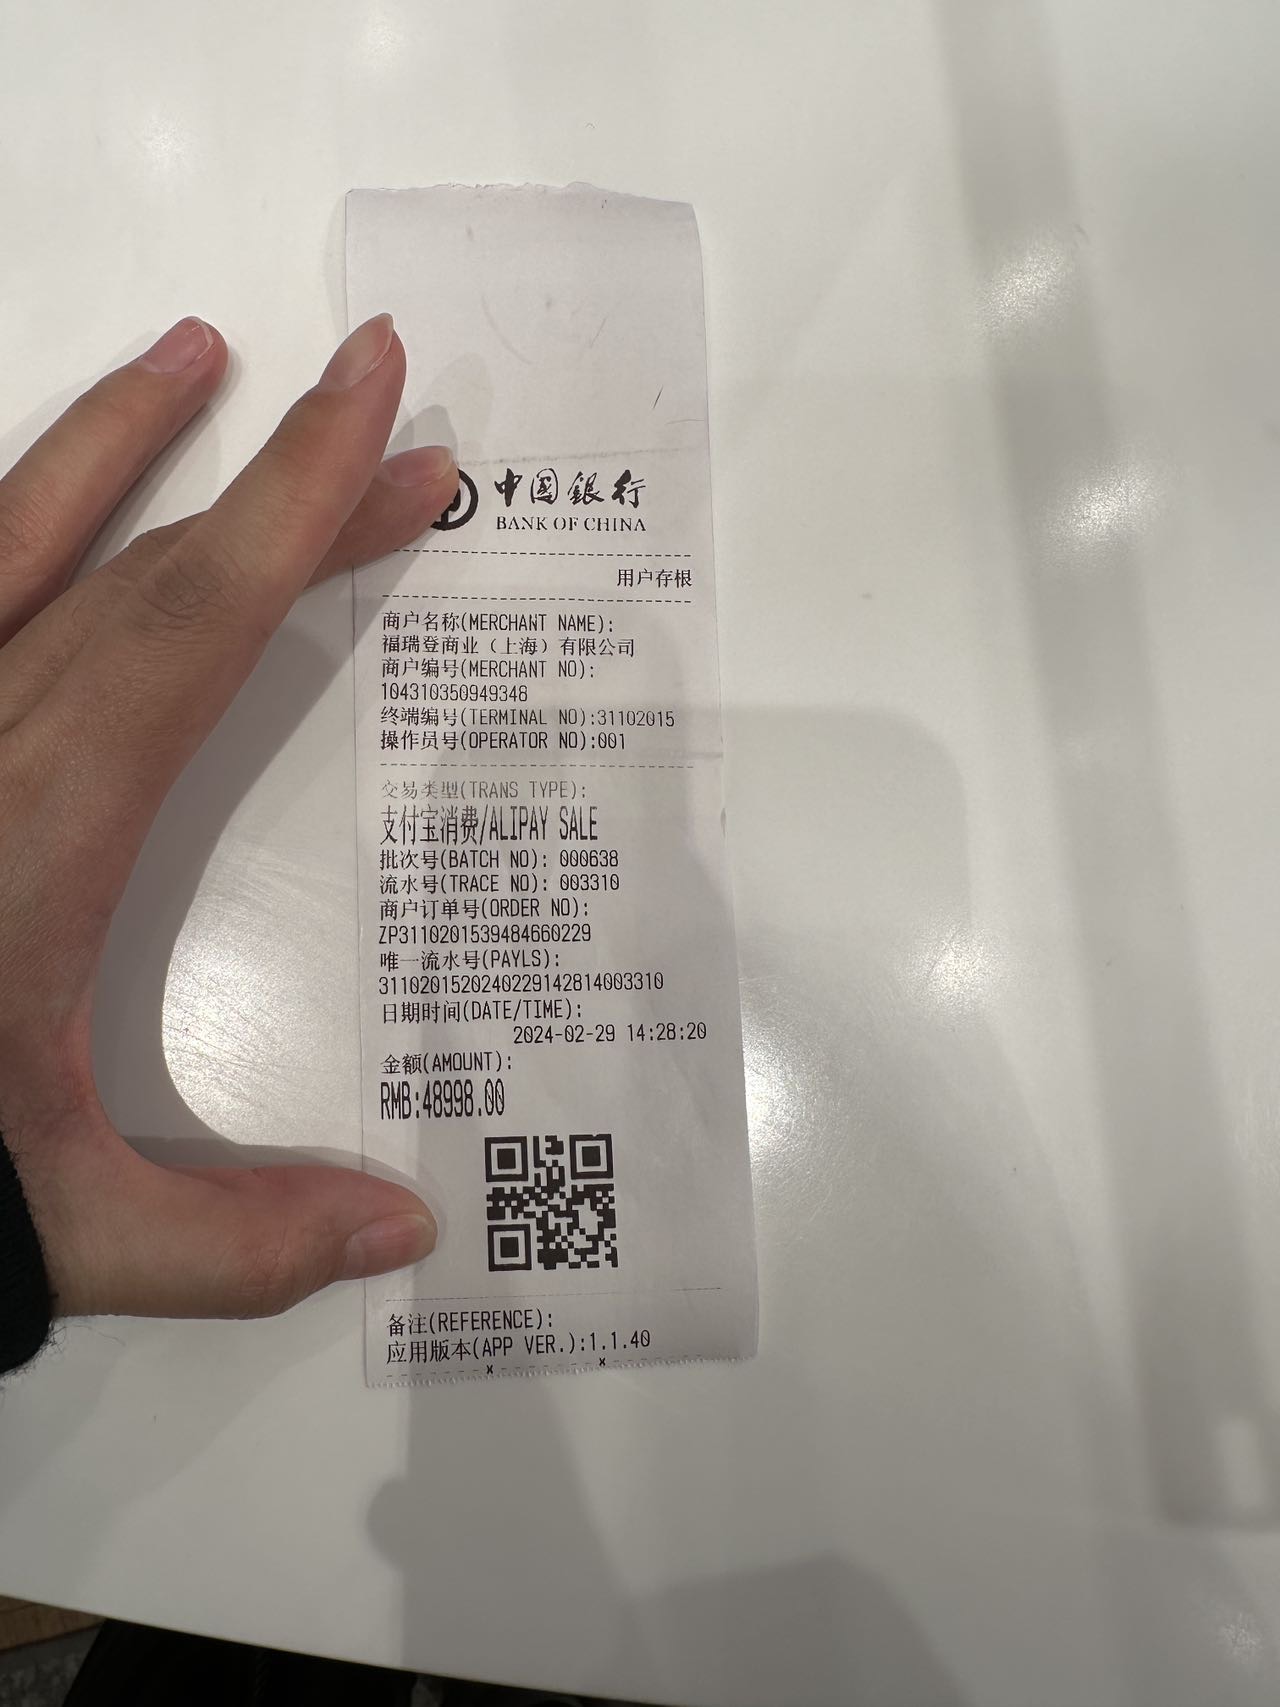 中國銀行
BANK OF CHINA
用户存根
商户名称(MERCHANT NAME):
福瑞登商业（上海）有限公司
商户编号(MERCHANT NO):
104310350949348
终端编号(TERMINAL NO):31102015
操作员号(OPERATOR NO):001
交易类型(TRANS TYPE):
支付宝消费/ALIPAY SALE
批次号(BATCH NO): 000638
流水号(TRACE NO): 003310
商户订单号(ORDER NO):
ZP3110201539484660229
唯一流水号(PAYLS):
3110201520240229142814003310
日期时间(DATE/TIME):
2024-02-29 14:28:20
金额(AMOUNT):
RMB:48998.00
备注(REFERENCE):
应用版本(APP VER.):1.1.40